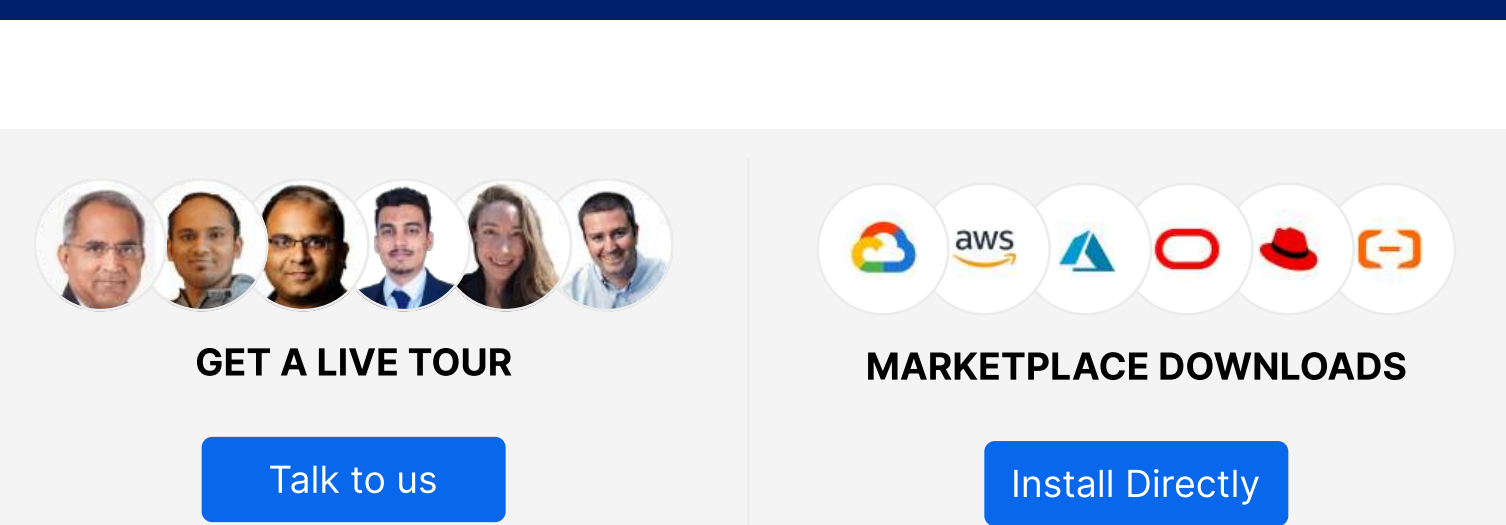 aws
GET A LIVE TOUR
MARKETPLACE DOWNLOADS
Talk to us
Install Directly